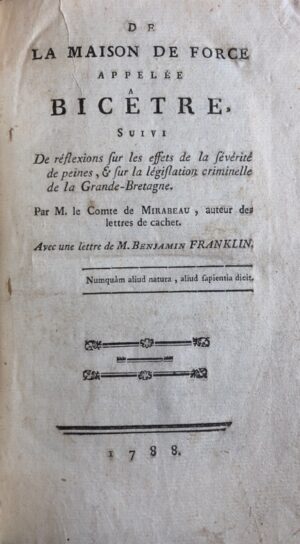 DE
LA MAISON DE FORCE
APPELÉE
BICÊTRE,
SUIVI
De réflexions ſur les effets de la ſévérité
de peines, & ſur la législation criminelle
de la Grande-Bretagne.
Par M. le Comte de MIRABEAU, auteur des
lettres de cachet.
Avec une lettre de M. BENJAMIN FRANKLIN.
Numquàm aliud natura, aliud ſapientia dicit.
1788.